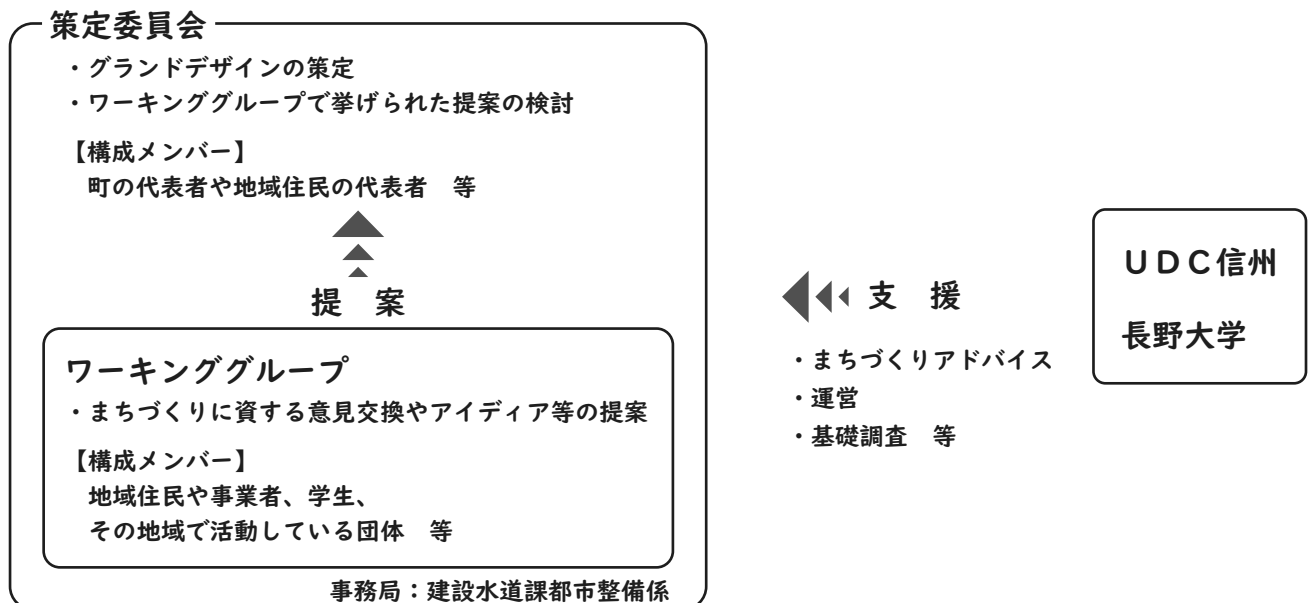 策定委員会
・グランドデザインの策定
・ワーキンググループで挙げられた提案の検討
【構成メンバー】
町の代表者や地域住民の代表者　等
提　案
ワーキンググループ
・まちづくりに資する意見交換やアイディア等の提案
【構成メンバー】
地域住民や事業者、学生、
その地域で活動している団体　等
事務局：建設水道課都市整備係
支　援
・まちづくりアドバイス
・運営
・基礎調査　等
ＵＤＣ信州
長野大学